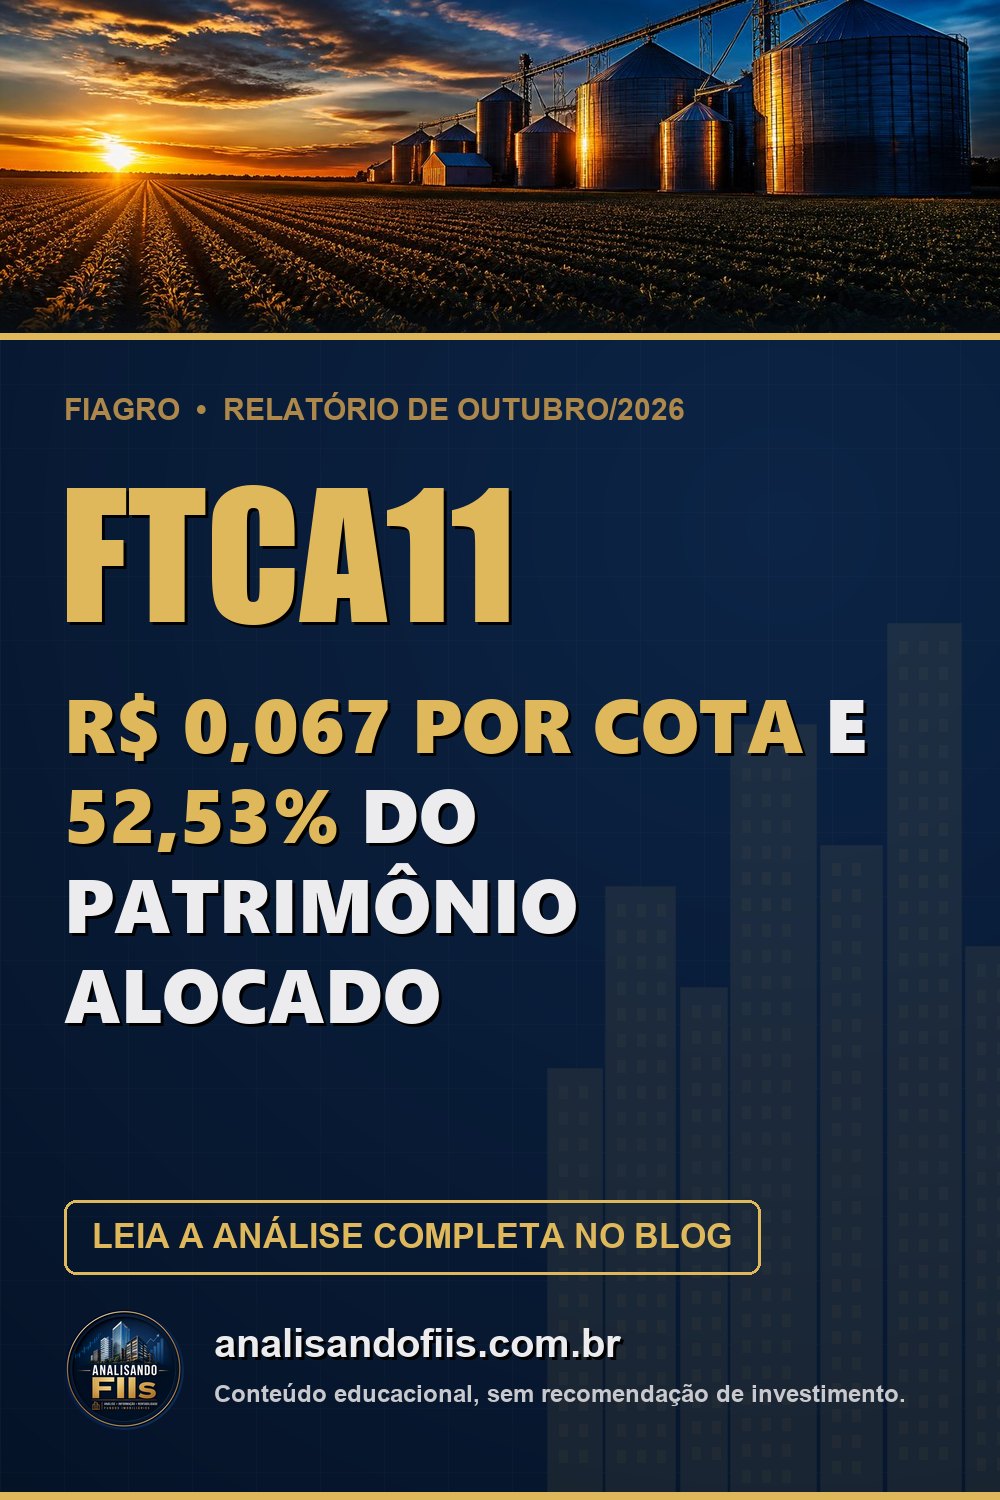 FIAGRO • RELATÓRIO DE OUTUBRO/2026
FTCA11
R$ 0,067 POR COTA E
52,53% DO
PATRIMÔNIO
ALOCADO
LEIA A ANÁLISE COMPLETA NO BLOG
analisandofiis.com.br
Conteúdo educacional, sem recomendação de investimento.
ANALISANDO
FIIs